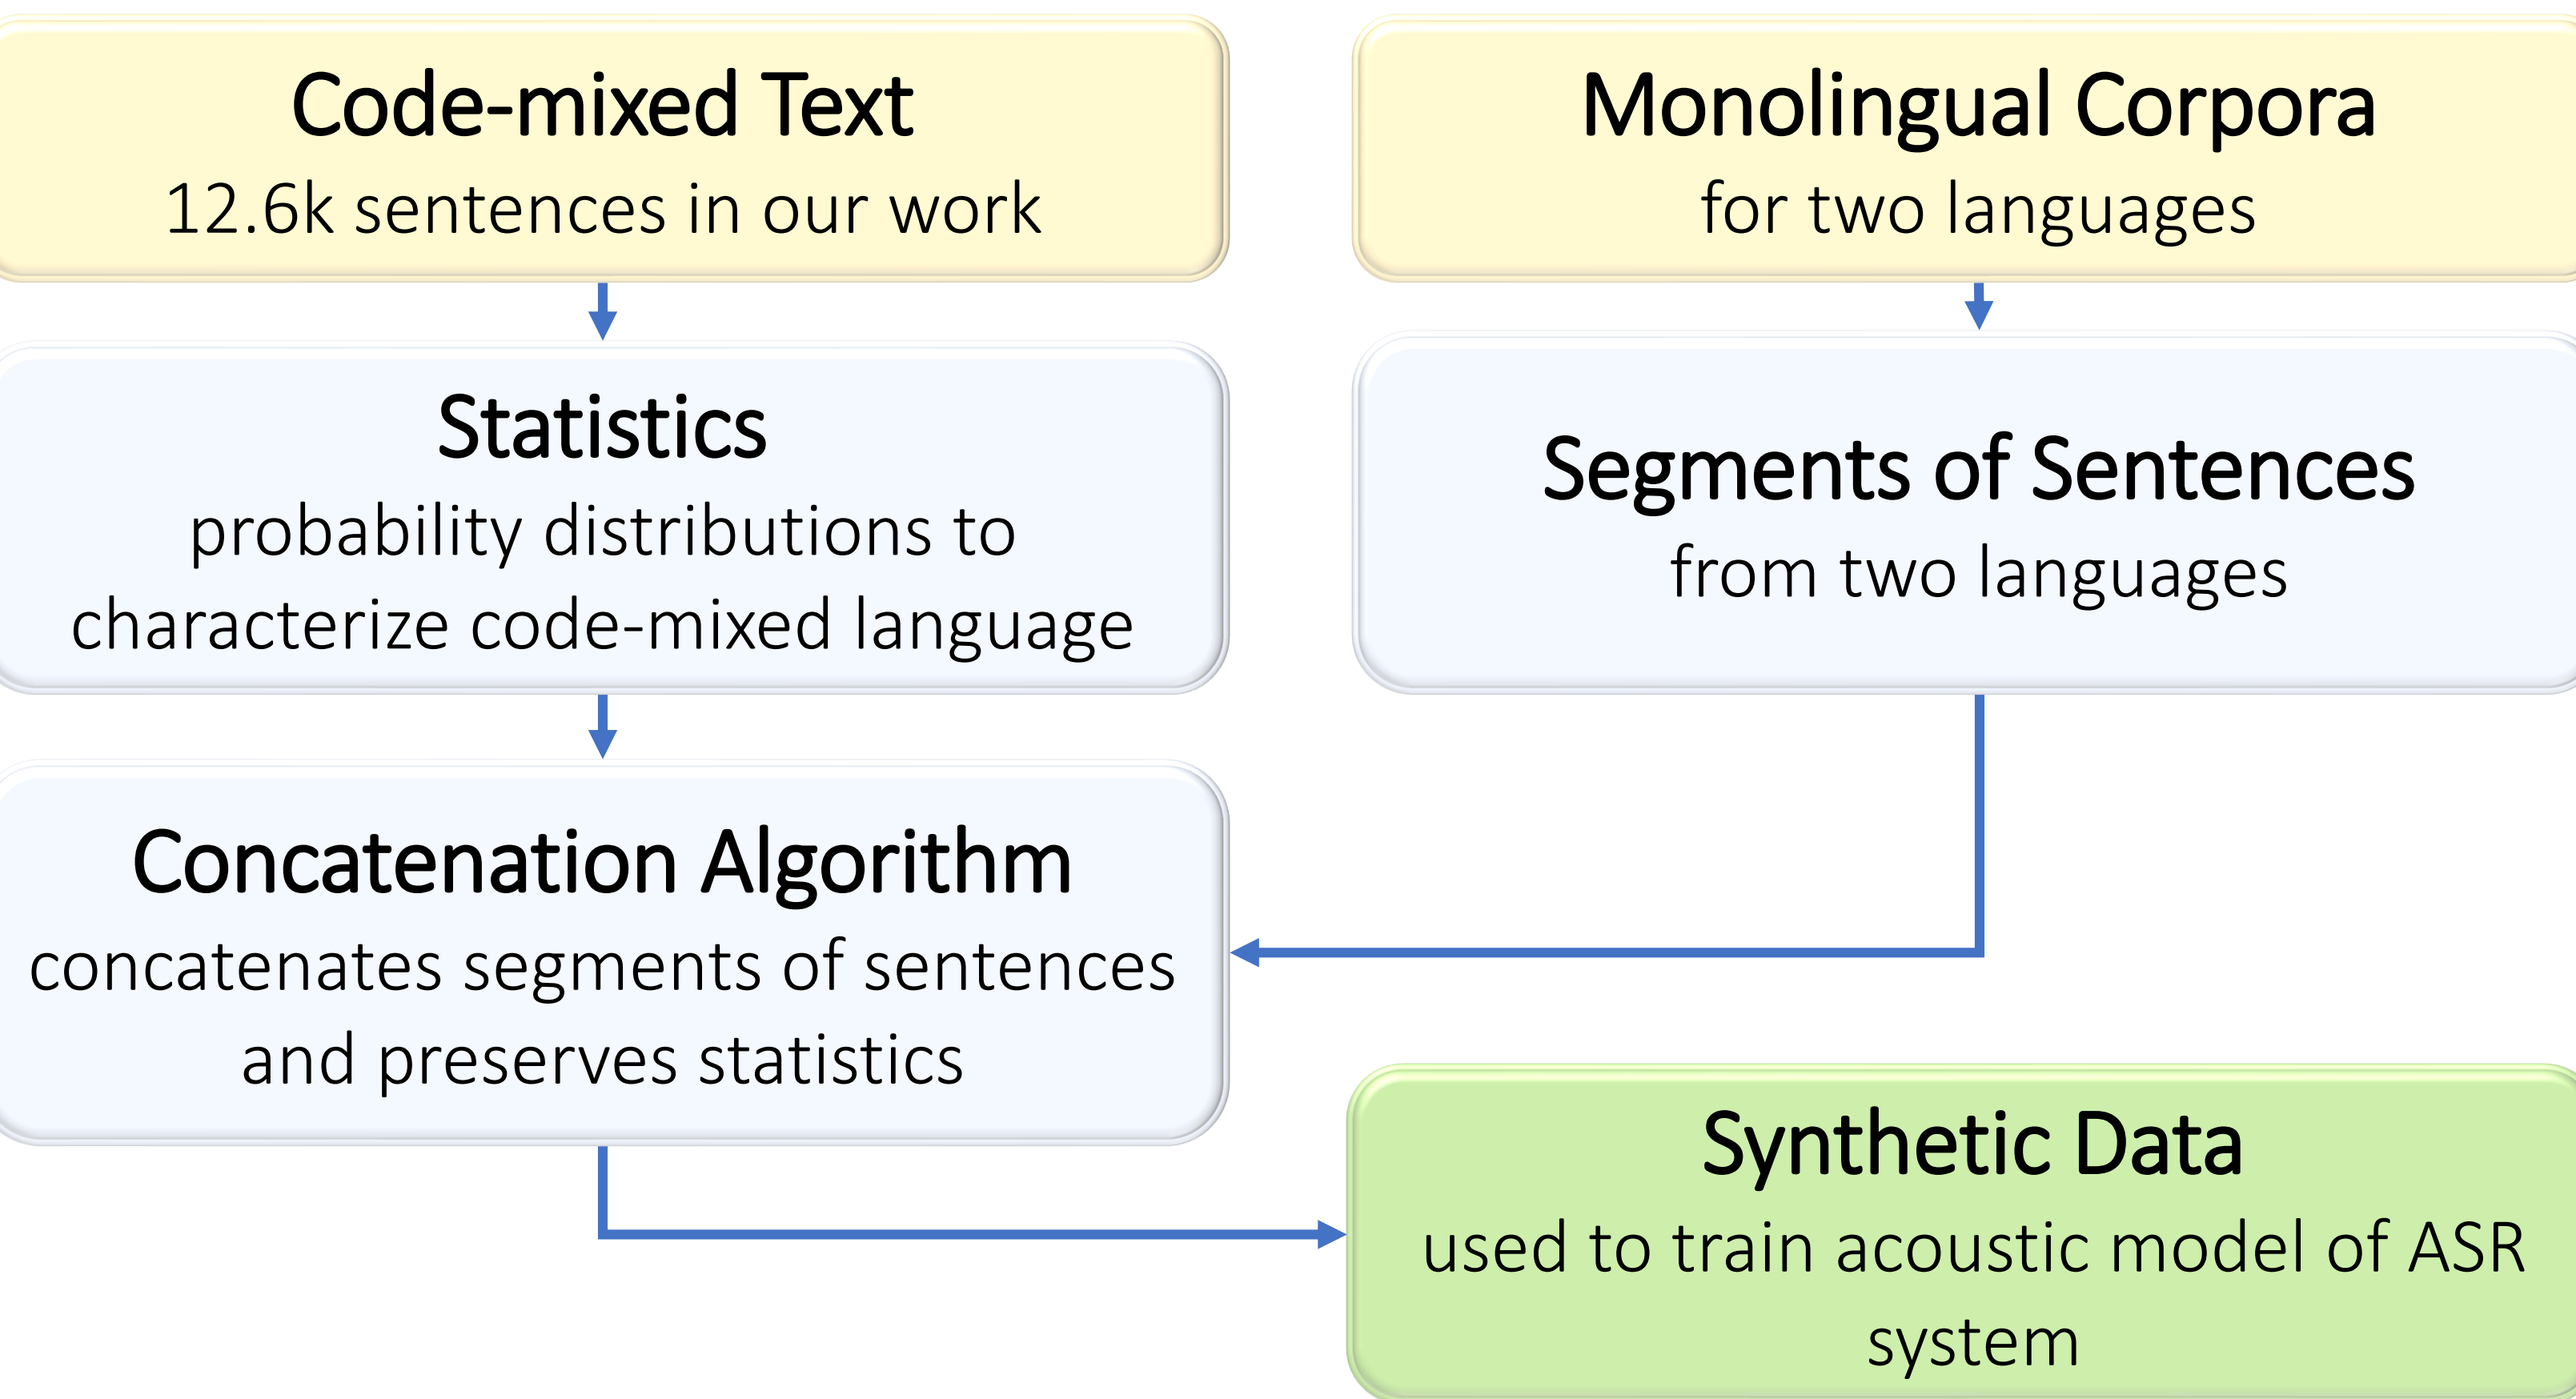 Code-mixed Text
12.6k sentences in our work
Monolingual Corpora
for two languages
Statistics
probability distributions to
characterize code-mixed language
Segments of Sentences
from two languages
Concatenation Algorithm
concatenates segments of sentences
and preserves statistics
Synthetic Data
used to train acoustic model of ASR
system